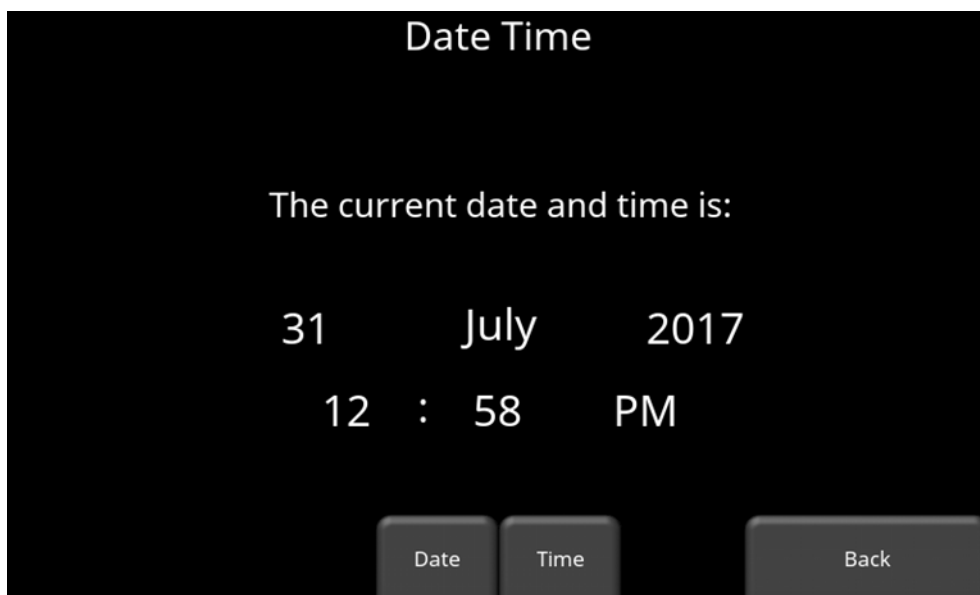 Date Time
The current date and time is:
31 July 2017
12 : 58 PM
Date Time Back